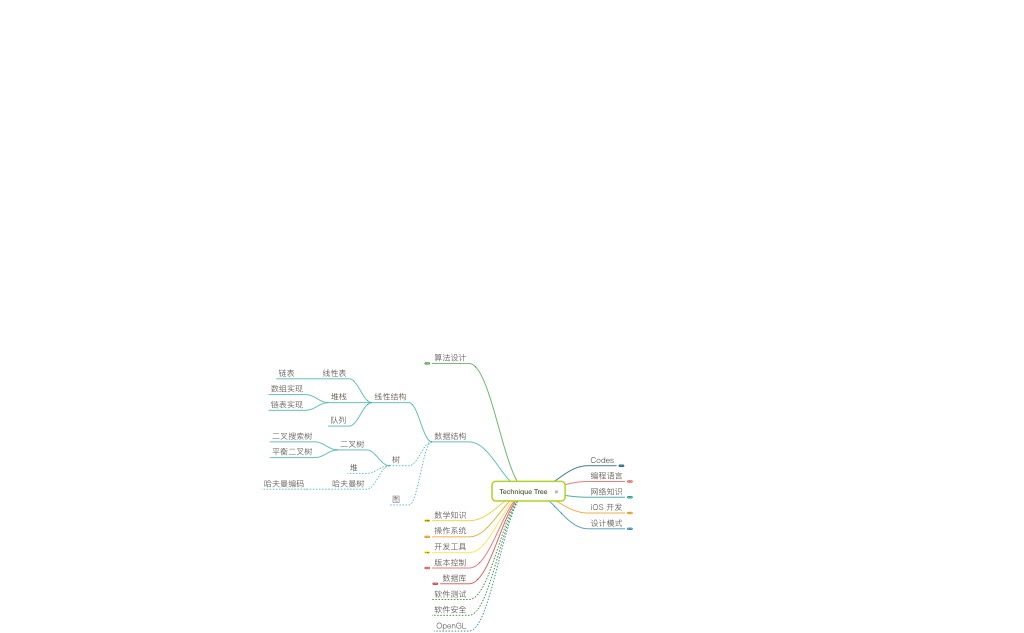 算法设计
链表
线性表
数组实现
堆栈
线性结构
链表实现
队列
二叉搜索树
二叉树
数据结构
平衡二叉树
树
堆
哈夫曼编码
哈夫曼树
图
Technique Tree
Codes
编程语言
网络知识
iOS 开发
设计模式
数学知识
操作系统
开发工具
版本控制
数据库
软件测试
软件安全
OpenGL